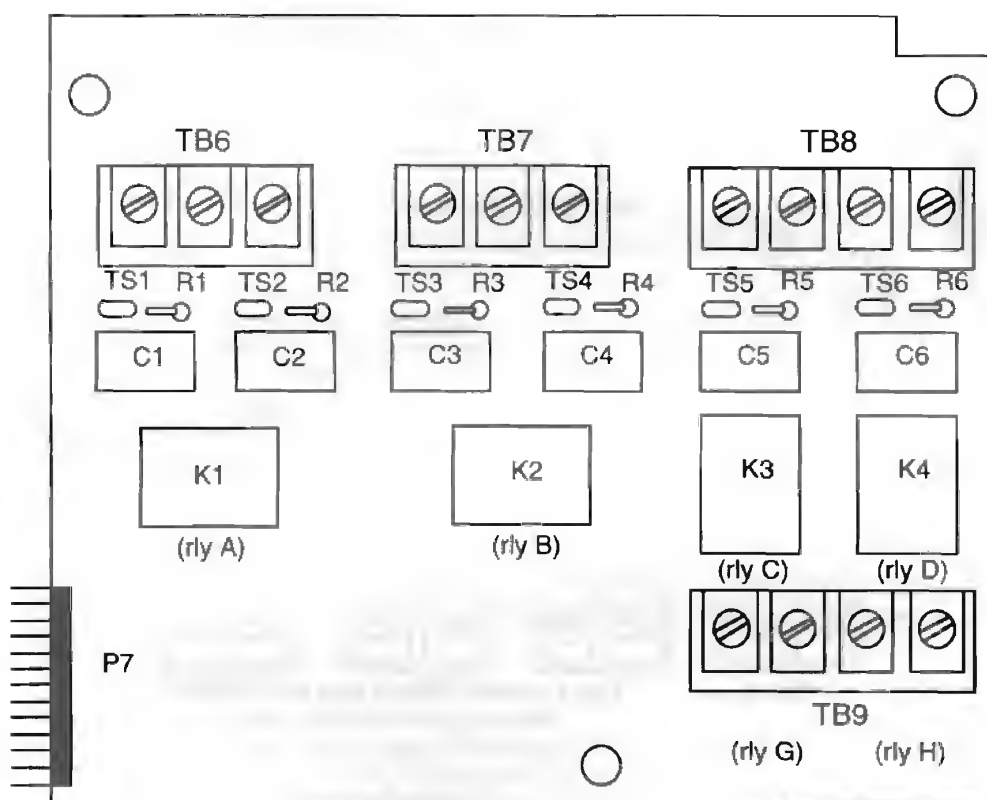 TB6 TB7 TB8
TS1 R1 TS2 R2 TS3 R3 TS4 R4 TS5 R5 TS6 R6
C1 C2 C3 C4 C5 C6
K1 K2 K3 K4
(rly A) (rly B) (rly C) (rly D)
P7
TB9
(rly G) (rly H)